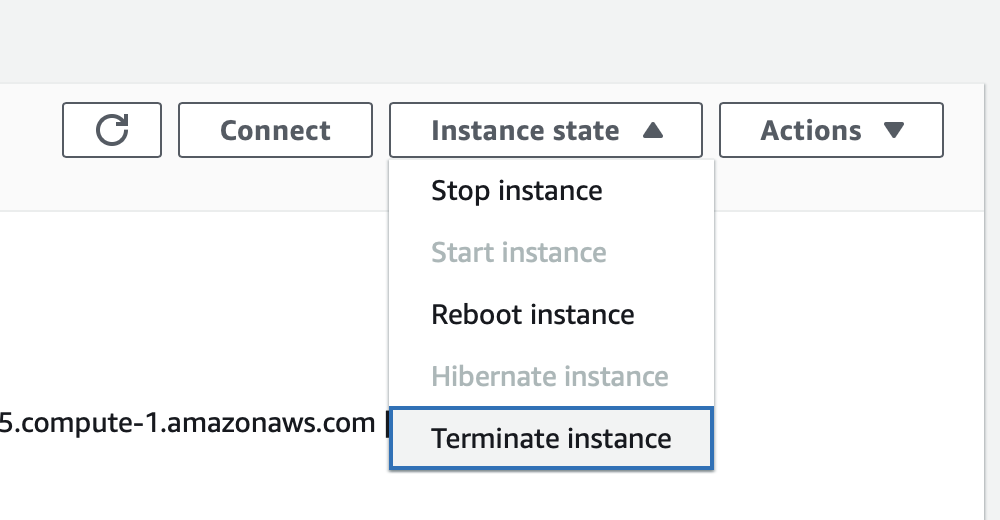 Connect
Instance state
Actions
Stop instance
Start instance
Reboot instance
Hibernate instance
5.compute-1.amazonaws.com
Terminate instance